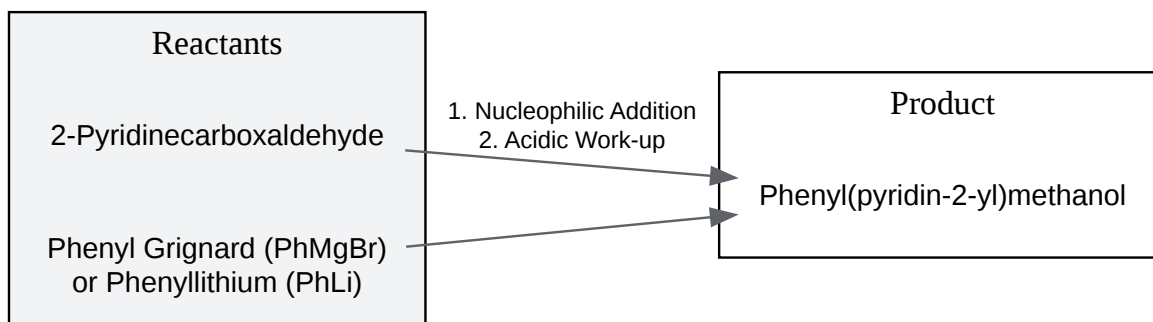 Reactants
2-Pyridinecarboxaldehyde
Phenyl Grignard (PhMgBr)
or Phenyllithium (PhLi)
1. Nucleophilic Addition
2. Acidic Work-up
Product
Phenyl(pyridin-2-yl)methanol